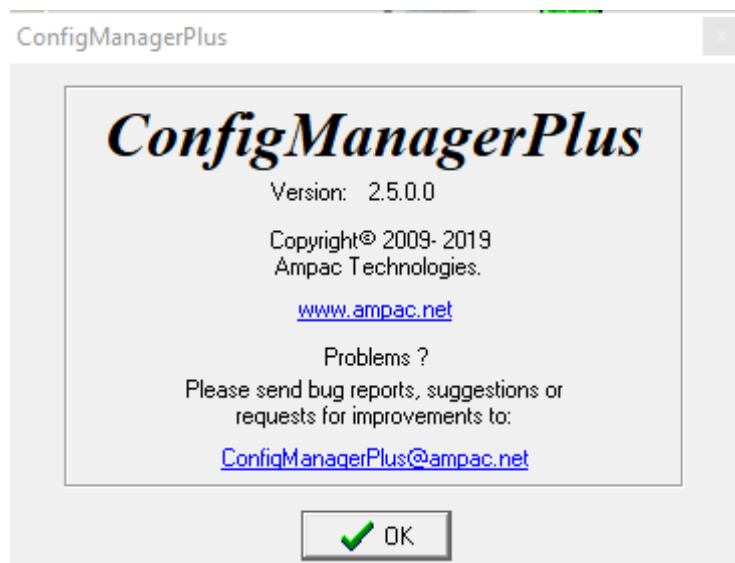 ConfigManagerPlus
x
ConfigManagerPlus
Version: 2.5.0.0
Copyright© 2009- 2019
Ampac Technologies.
www.ampac.net
Problems ?
Please send bug reports, suggestions or
requests for improvements to:
ConfigManagerPlus@ampac.net
OK